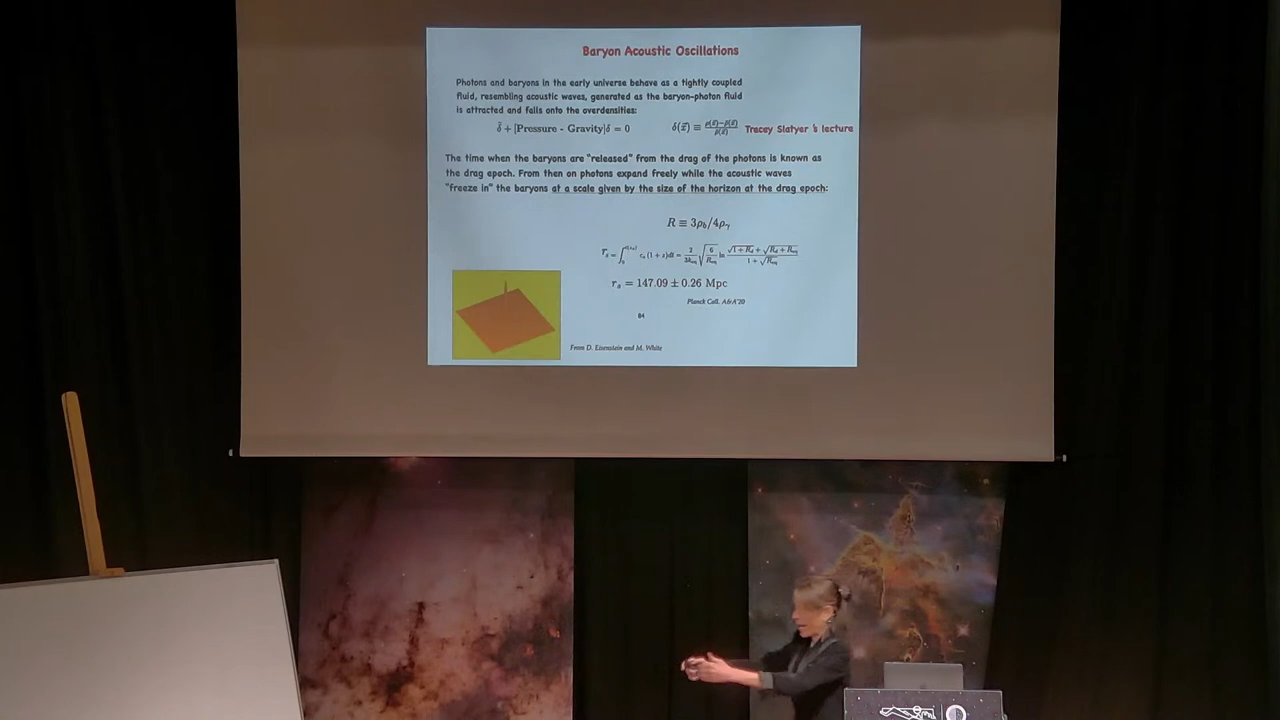 Baryon Acoustic Oscillations
Photons and baryons in the early universe behave as a tightly coupled
fluid, resembling acoustic waves, generated as the baryon-photon fluid
is attracted and falls onto the overdensities:
δ̈ + [Pressure - Gravity]δ = 0
δ(x⃗) ≡ (ρ(x⃗) − ρ̄(x⃗)) / ρ̄(x⃗)
Tracey Slatyer 's lecture
The time when the baryons are "released" from the drag of the photons is known as
the drag epoch. From then on photons expand freely while the acoustic waves
"freeze in" the baryons at a scale given by the size of the horizon at the drag epoch:
R ≡ 3ρ_b/4ρ_γ
r_s = 147.09 ± 0.26 Mpc
Planck Coll. A&A'20
84
From D. Eisenstein and M. White